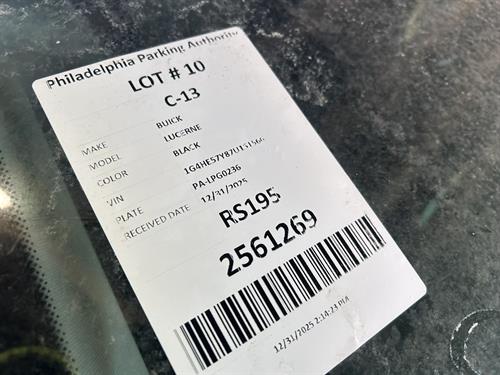 Philadelphia Parking Authority
LOT # 10
C-13
MAKE BUICK
MODEL LUCERNE
COLOR BLACK
VIN
PLATE PA-LPG0236
RECEIVED DATE 12/31/2025
RS195
2561269
12/31/2025 2:14:23 PM